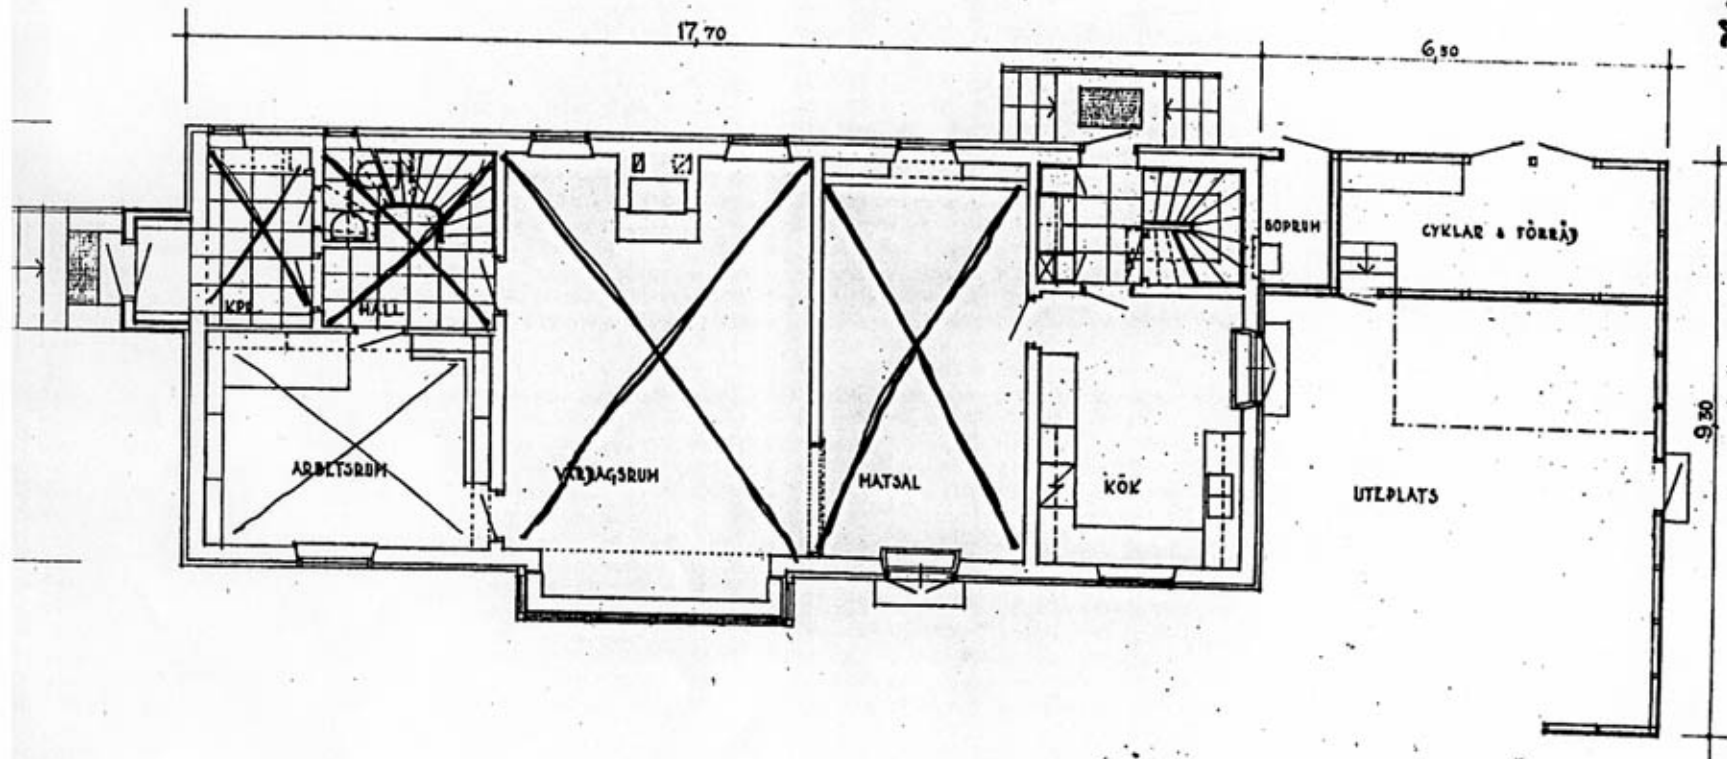 17,70
6 50
SOPRUM
CYKLAR & FÖRRÅD
KPR.
HALL
ARBETSRUM
VARDAGSRUM
MATSAL
KÖK
UTEPLATS
9,30